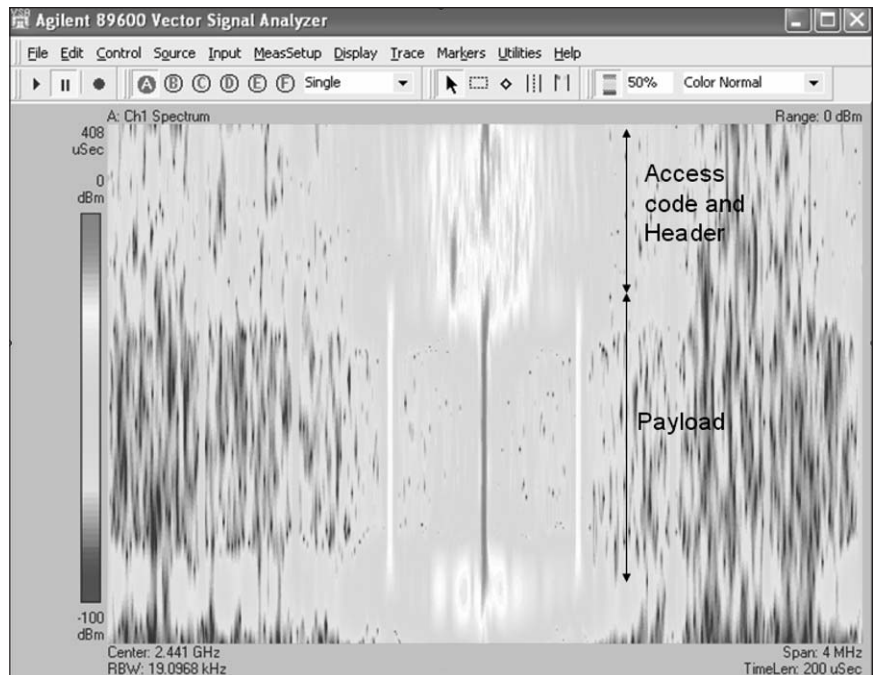 Agilent 89600 Vector Signal Analyzer
File Edit Control Source Input MeasSetup Display Trace Markers Utilities Help
A B C D E F Single 50% Color Normal
A: Ch1 Spectrum Range: 0 dBm
408
uSec
0
dBm
Access
code and
Header
Payload
-100
dBm
Center: 2.441 GHz Span: 4 MHz
RBW: 19.0968 kHz TimeLen: 200 uSec